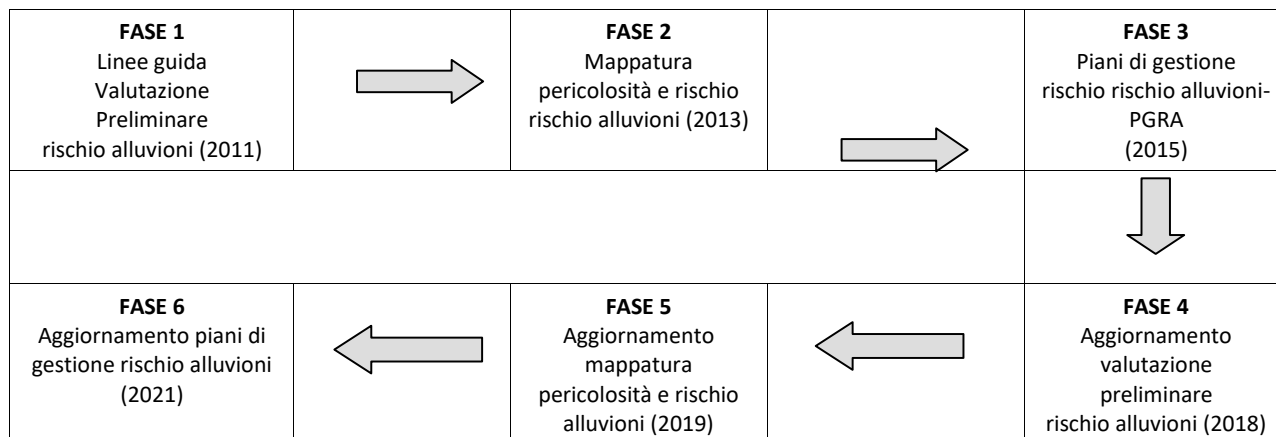 FASE 1
Linee guida
Valutazione
Preliminare
rischio alluvioni (2011)
FASE 2
Mappatura
pericolosità e rischio
rischio alluvioni (2013)
FASE 3
Piani di gestione
rischio rischio alluvioni-
PGRA
(2015)
FASE 6
Aggiornamento piani di
gestione rischio alluvioni
(2021)
FASE 5
Aggiornamento
mappatura
pericolosità e rischio
alluvioni (2019)
FASE 4
Aggiornamento
valutazione
preliminare
rischio alluvioni (2018)